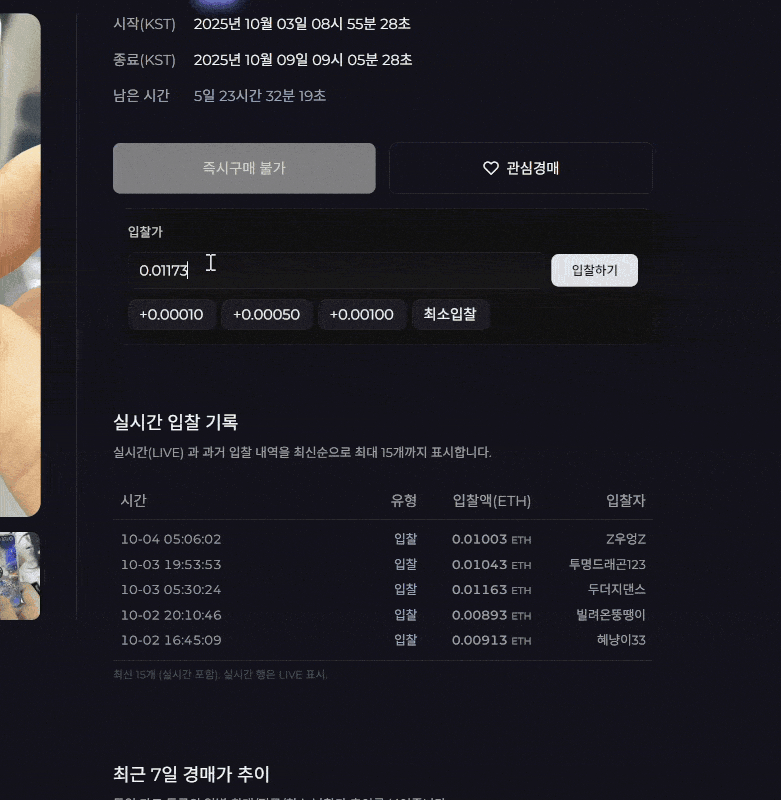 시작(KST) 2025년 10월 03일 08시 55분 28초
종료(KST) 2025년 10월 09일 09시 05분 28초
남은 시간 5일 23시간 32분 19초
즉시구매 불가 관심경매
입찰가
0.01173 입찰하기
+0.00010 +0.00050 +0.00100 최소입찰
실시간 입찰 기록
실시간(LIVE) 과 과거 입찰 내역을 최신순으로 최대 15개까지 표시합니다.
시간 유형 입찰액(ETH) 입찰자
10-04 05:06:02 입찰 0.01003 ETH Z우엉Z
10-03 19:53:53 입찰 0.01043 ETH 투명드래곤123
10-03 05:30:24 입찰 0.01163 ETH 두더지댄스
10-02 20:10:46 입찰 0.00893 ETH 빌려온뚱땡이
10-02 16:45:09 입찰 0.00913 ETH 혜냥이33
최신 15개 (실시간 포함). 실시간 행은 LIVE 표시.
최근 7일 경매가 추이